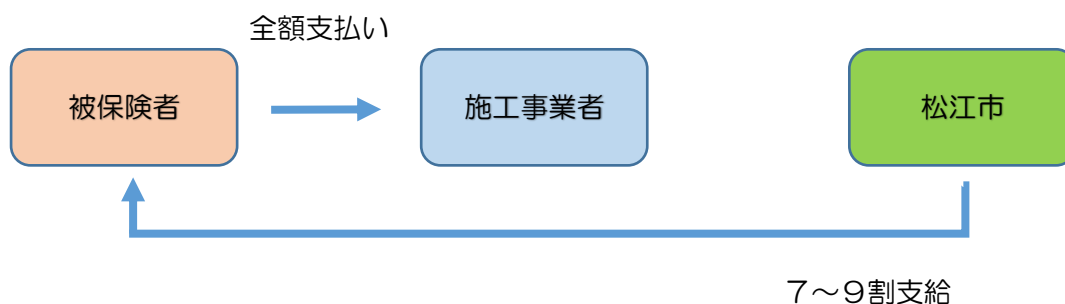 全額支払い
被保険者
施工事業者
松江市
７～９割支給